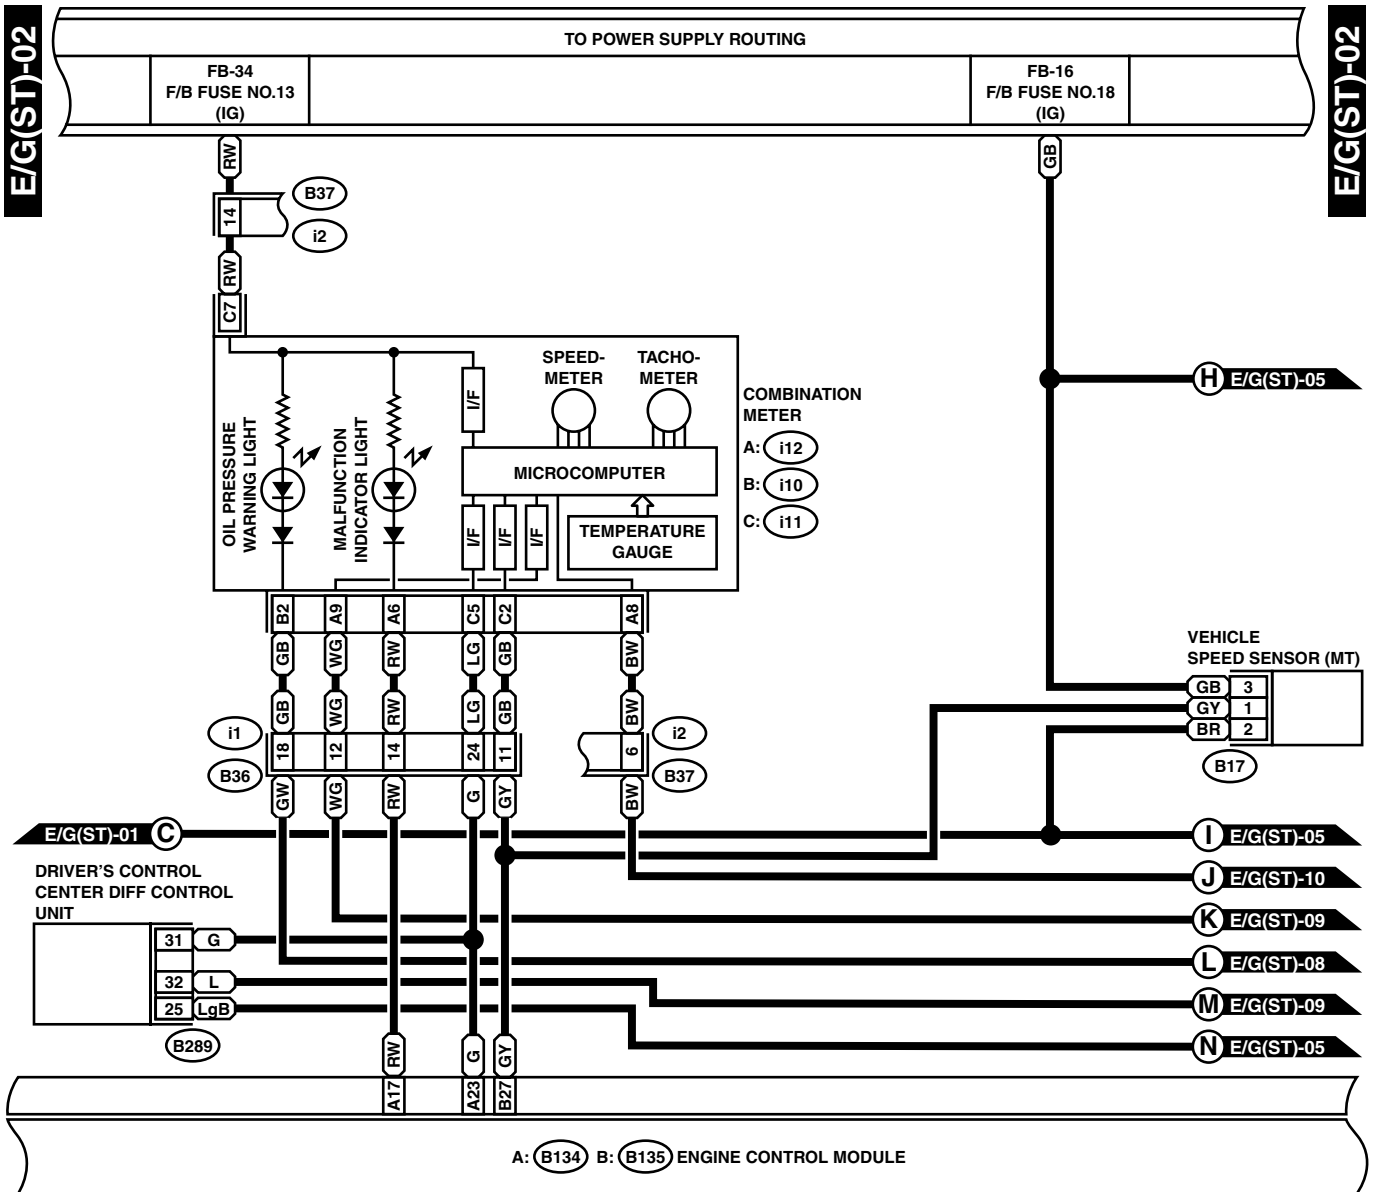 E/G(ST)-02
E/G(ST)-02
TO POWER SUPPLY ROUTING
FB-34
F/B FUSE NO.13
(IG)
FB-16
F/B FUSE NO.18
(IG)
RW
GB
14
B37
i2
RW
C7
H E/G(ST)-05
OIL PRESSURE
WARNING LIGHT
MALFUNCTION
INDICATOR LIGHT
I/F
SPEED-
METER
TACHO-
METER
MICROCOMPUTER
I/F
I/F
I/F
TEMPERATURE
GAUGE
COMBINATION
METER
A: i12
B: i10
C: i11
B2 A9 A6 C5 C2 A8
GB WG RW LG GB BW
GB WG RW LG GB BW
i1
18 12 14 24 11
B36
i2
6
B37
GW WG RW G GY BW
VEHICLE
SPEED SENSOR (MT)
GB 3
GY 1
BR 2
B17
E/G(ST)-01 C
I E/G(ST)-05
J E/G(ST)-10
K E/G(ST)-09
L E/G(ST)-08
M E/G(ST)-09
N E/G(ST)-05
DRIVER'S CONTROL
CENTER DIFF CONTROL
UNIT
31 G
32 L
25 LgB
B289
RW G GY
A17 A23 B27
A: B134 B: B135 ENGINE CONTROL MODULE